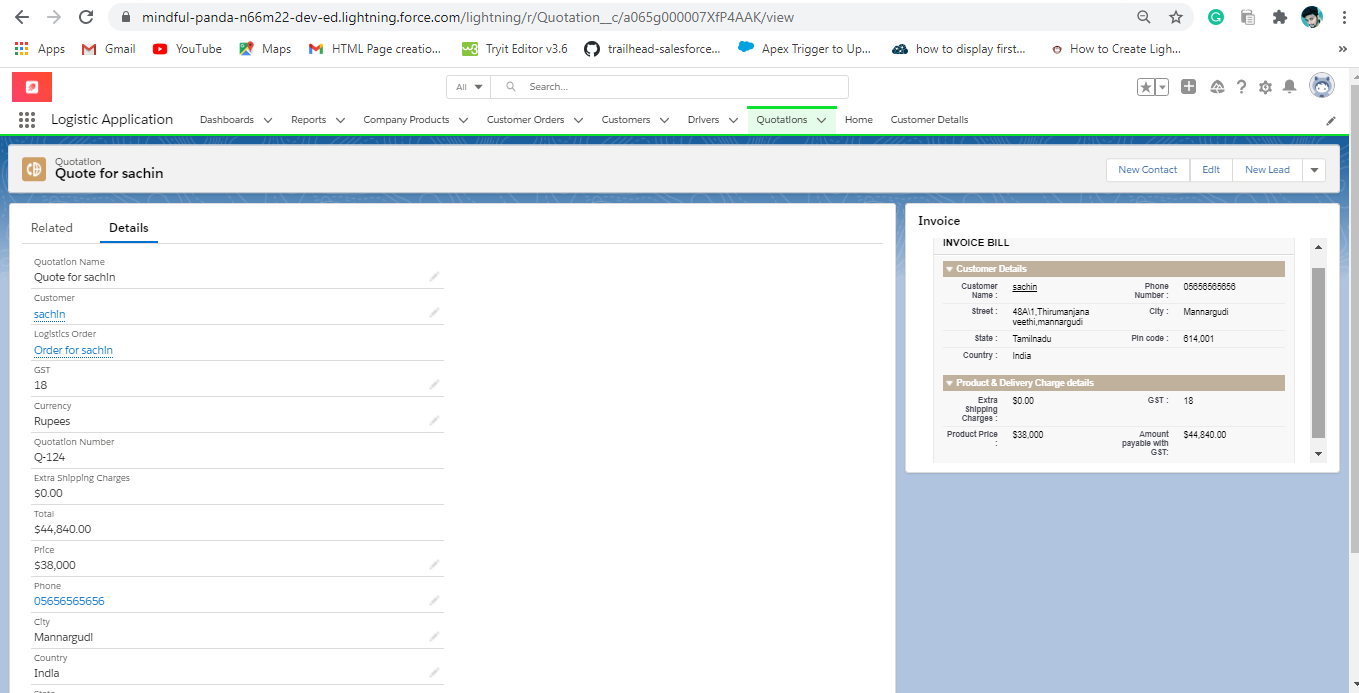 mindful-panda-n66m22-dev-ed.lightning.force.com/lightning/r/Quotation__c/a065g000007XfP4AAK/view
Apps Gmail YouTube Maps HTML Page creatio... Tryit Editor v3.6 trailhead-salesforce... Apex Trigger to Up... how to display first... How to Create Ligh... »
All Search...
Logistic Application Dashboards Reports Company Products Customer Orders Customers Drivers Quotations Home Customer Details
Quotation
Quote for sachin
New Contact Edit New Lead
Related Details
Quotation Name
Quote for sachin
Customer
sachin
Logistics Order
Order for sachin
GST
18
Currency
Rupees
Quotation Number
Q-124
Extra Shipping Charges
$0.00
Total
$44,840.00
Price
$38,000
Phone
05656565656
City
Mannargudi
Country
India
State
Invoice
INVOICE BILL
Customer Details
Customer Name : sachin Phone Number : 05656565656
Street : 48A\1,Thirumanjana veethi,mannargudi City : Mannargudi
State : Tamilnadu Pin code : 614,001
Country : India
Product & Delivery Charge details
Extra Shipping Charges : $0.00 GST : 18
Product Price : $38,000 Amount payable with GST: $44,840.00